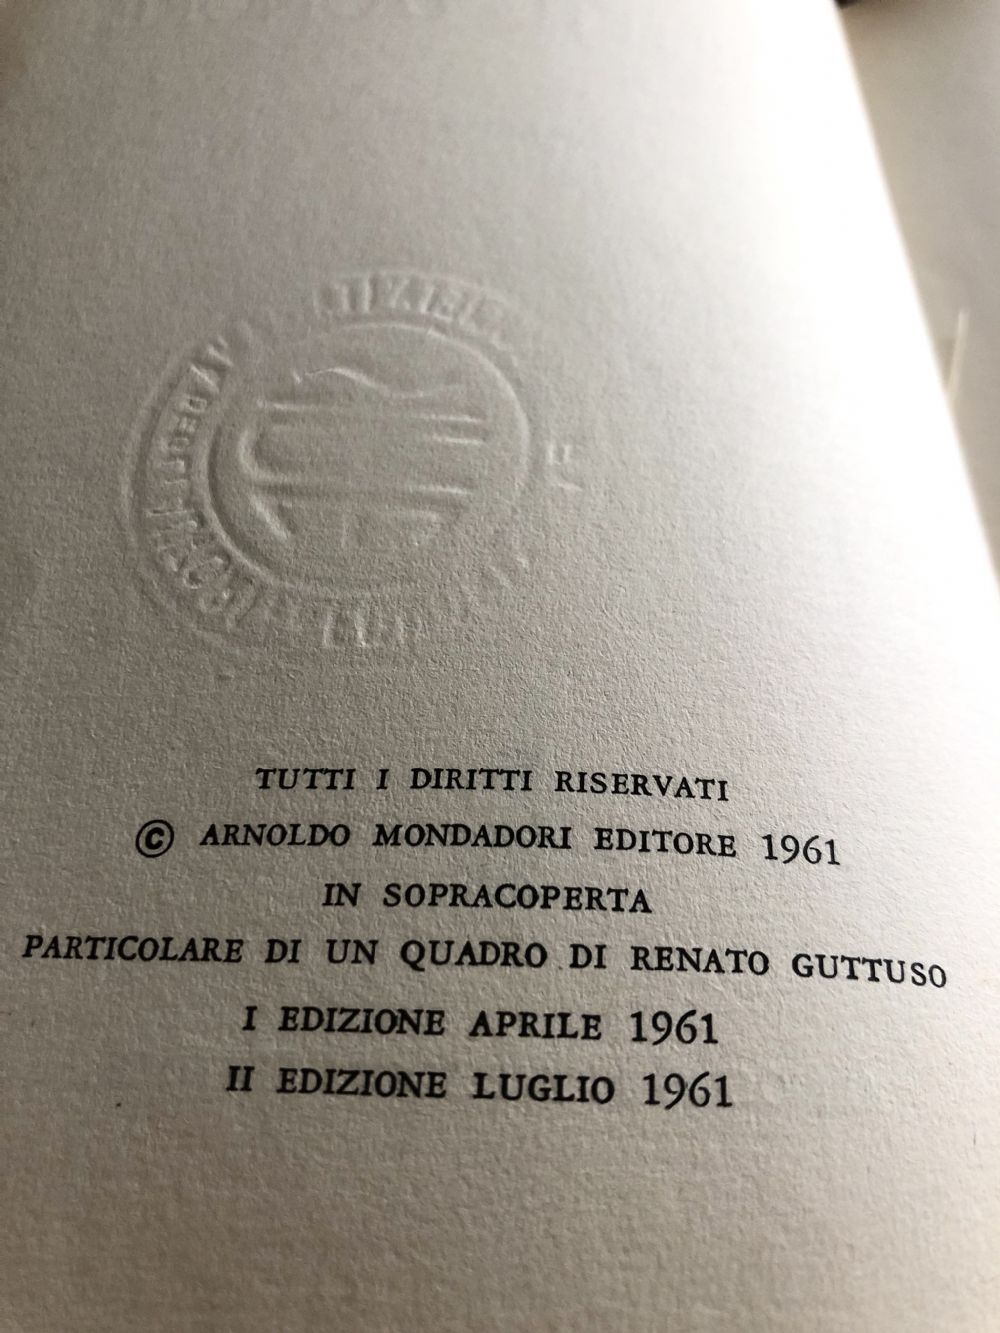 TUTTI I DIRITTI RISERVATI
© ARNOLDO MONDADORI EDITORE 1961
IN SOPRACOPERTA
PARTICOLARE DI UN QUADRO DI RENATO GUTTUSO
I EDIZIONE APRILE 1961
II EDIZIONE LUGLIO 1961